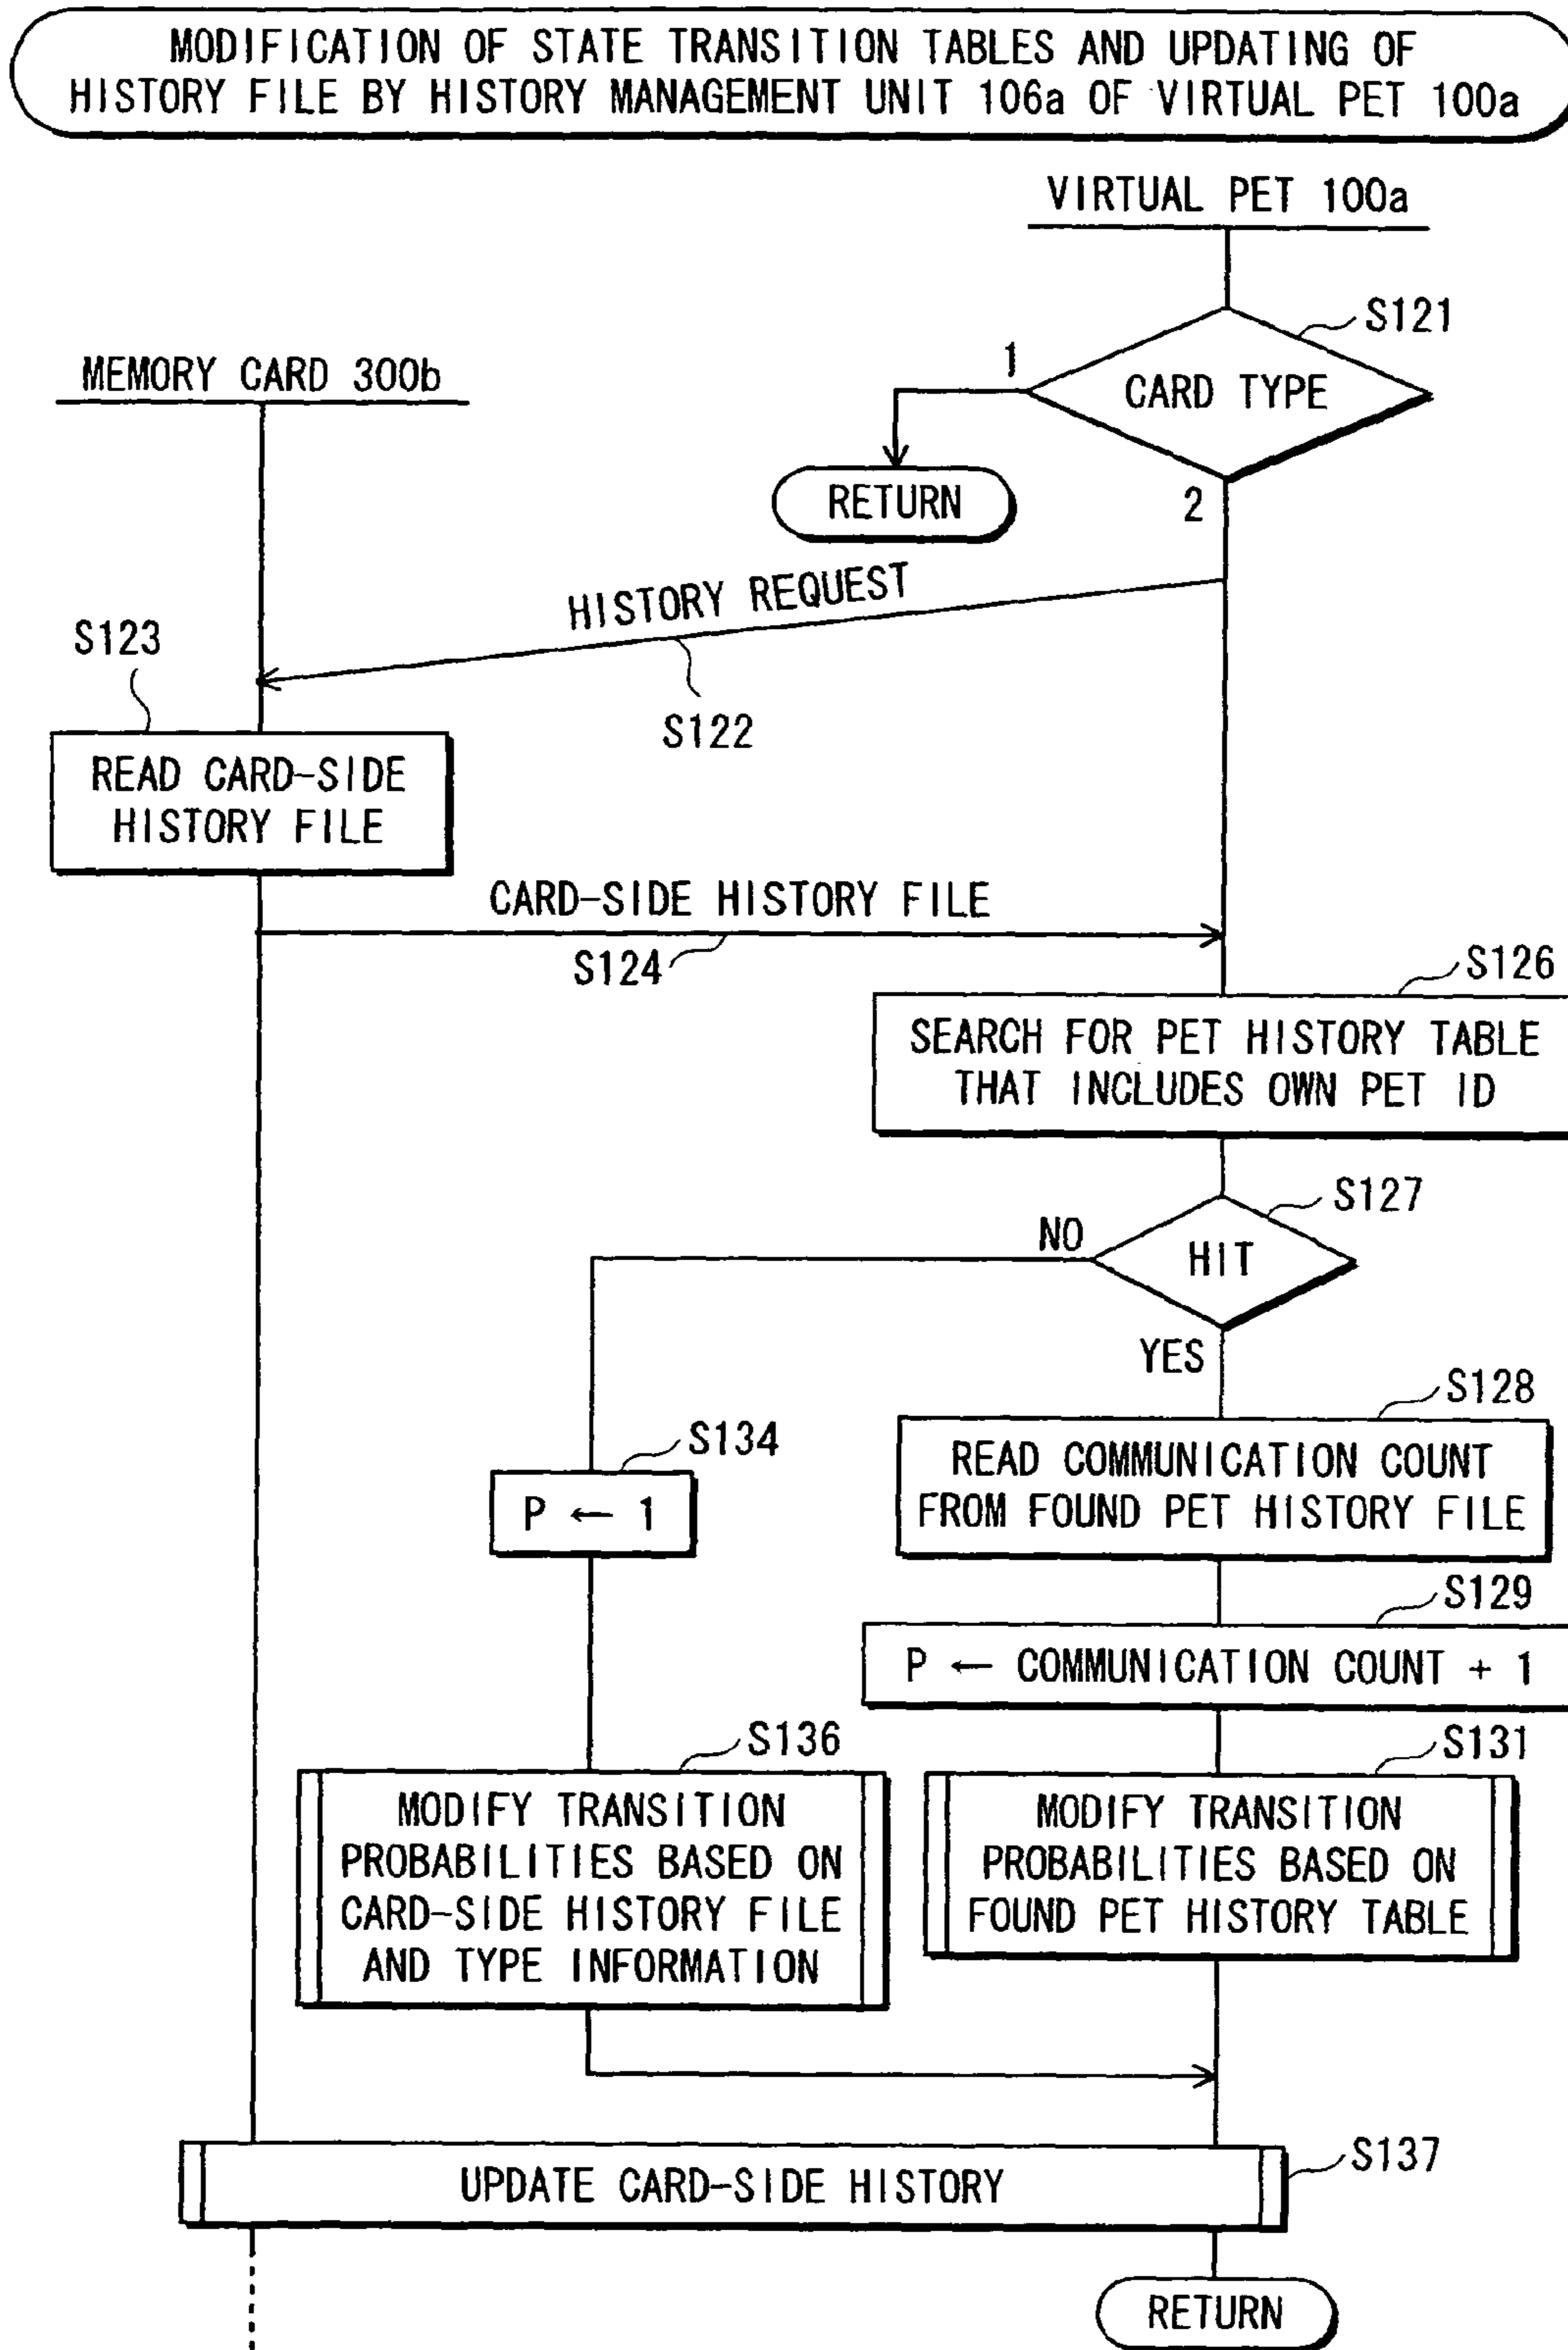 MODIFICATION OF STATE TRANSITION TABLES AND UPDATING OF
HISTORY FILE BY HISTORY MANAGEMENT UNIT 106a OF VIRTUAL PET 100a
VIRTUAL PET 100a
S121
MEMORY CARD 300b
1
CARD TYPE
RETURN
2
HISTORY REQUEST
S123
S122
READ CARD-SIDE
HISTORY FILE
CARD-SIDE HISTORY FILE
S124
S126
SEARCH FOR PET HISTORY TABLE
THAT INCLUDES OWN PET ID
S127
NO
HIT
YES
S128
S134
READ COMMUNICATION COUNT
FROM FOUND PET HISTORY FILE
P ← 1
S129
P ← COMMUNICATION COUNT + 1
S136
S131
MODIFY TRANSITION
PROBABILITIES BASED ON
CARD-SIDE HISTORY FILE
AND TYPE INFORMATION
MODIFY TRANSITION
PROBABILITIES BASED ON
FOUND PET HISTORY TABLE
S137
UPDATE CARD-SIDE HISTORY
RETURN